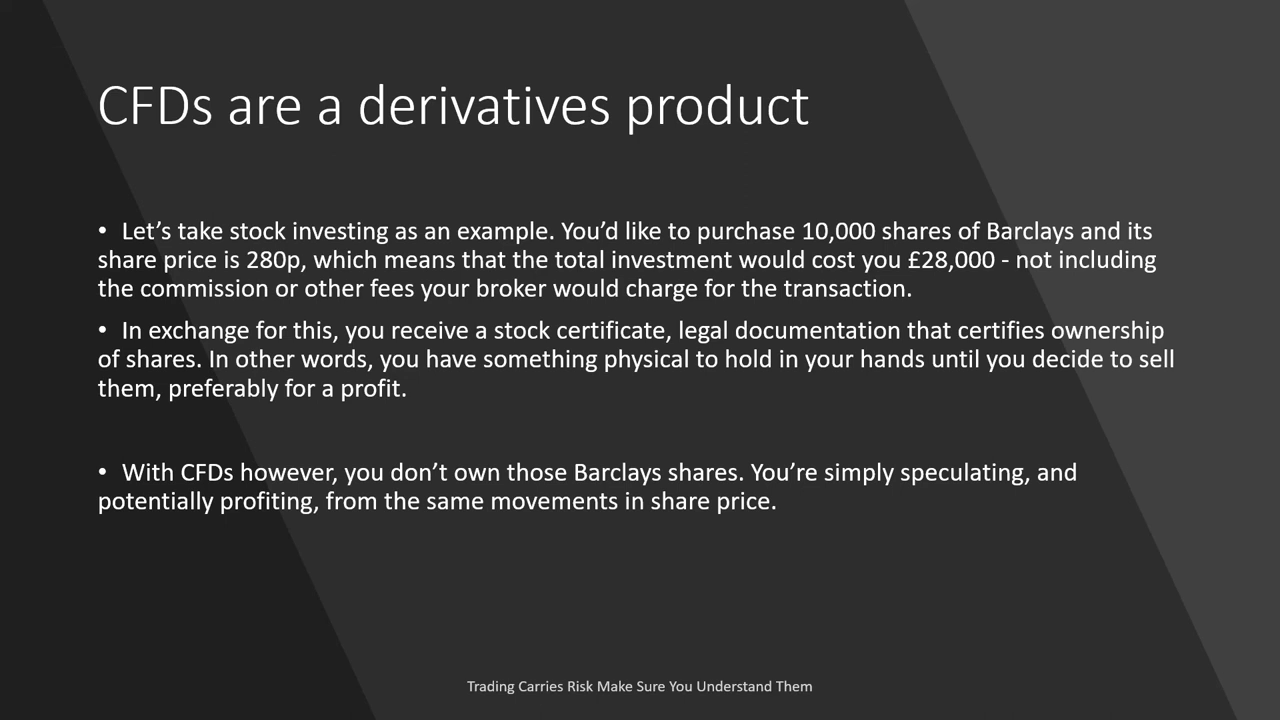 CFDs are a derivatives product
• Let’s take stock investing as an example. You’d like to purchase 10,000 shares of Barclays and its
share price is 280p, which means that the total investment would cost you £28,000 - not including
the commission or other fees your broker would charge for the transaction.
• In exchange for this, you receive a stock certificate, legal documentation that certifies ownership
of shares. In other words, you have something physical to hold in your hands until you decide to sell
them, preferably for a profit.
• With CFDs however, you don’t own those Barclays shares. You’re simply speculating, and
potentially profiting, from the same movements in share price.
Trading Carries Risk Make Sure You Understand Them